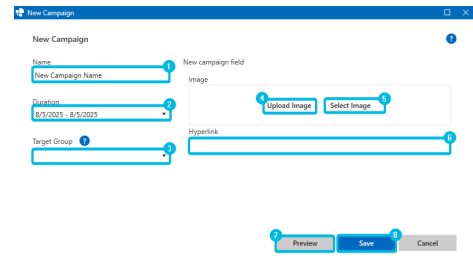 New Campaign
New Campaign
?
Name
1
New Campaign Name
Duration
2
8/5/2025 - 8/5/2025
Target Group ?
3
New campaign field
Image
4
Upload Image
5
Select Image
Hyperlink
6
7
Preview
8
Save
Cancel